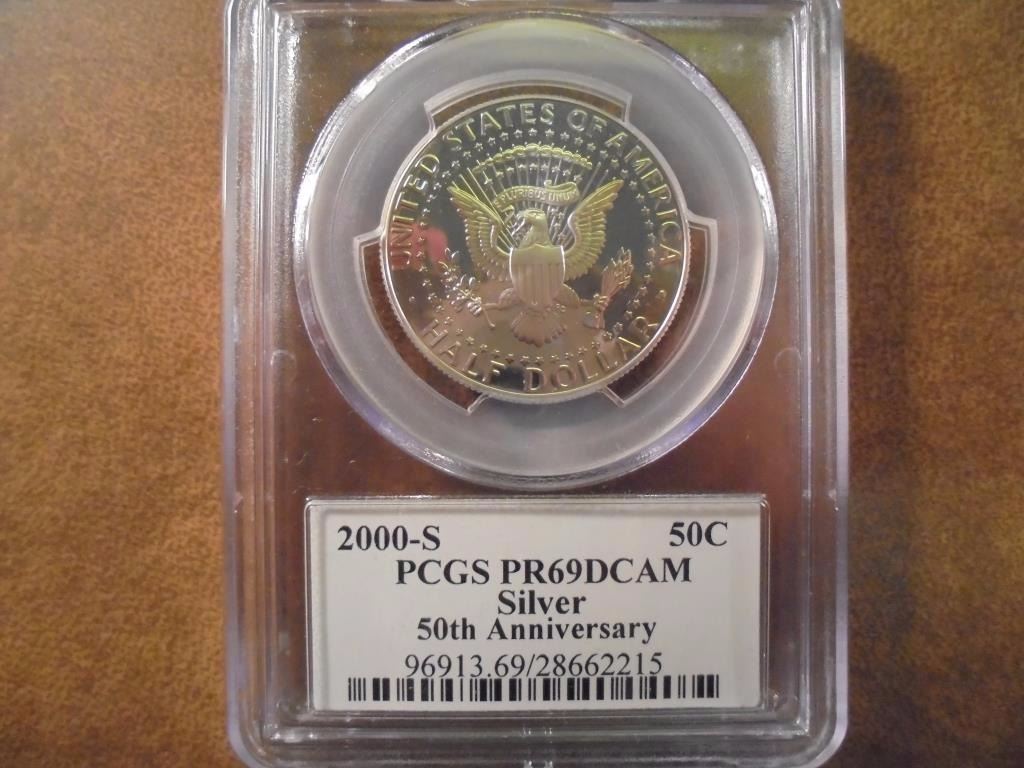 UNITED STATES OF AMERICA
E PLURIBUS UNUM
HALF DOLLAR
2000-S 50C
PCGS PR69DCAM
Silver
50th Anniversary
96913.69/28662215